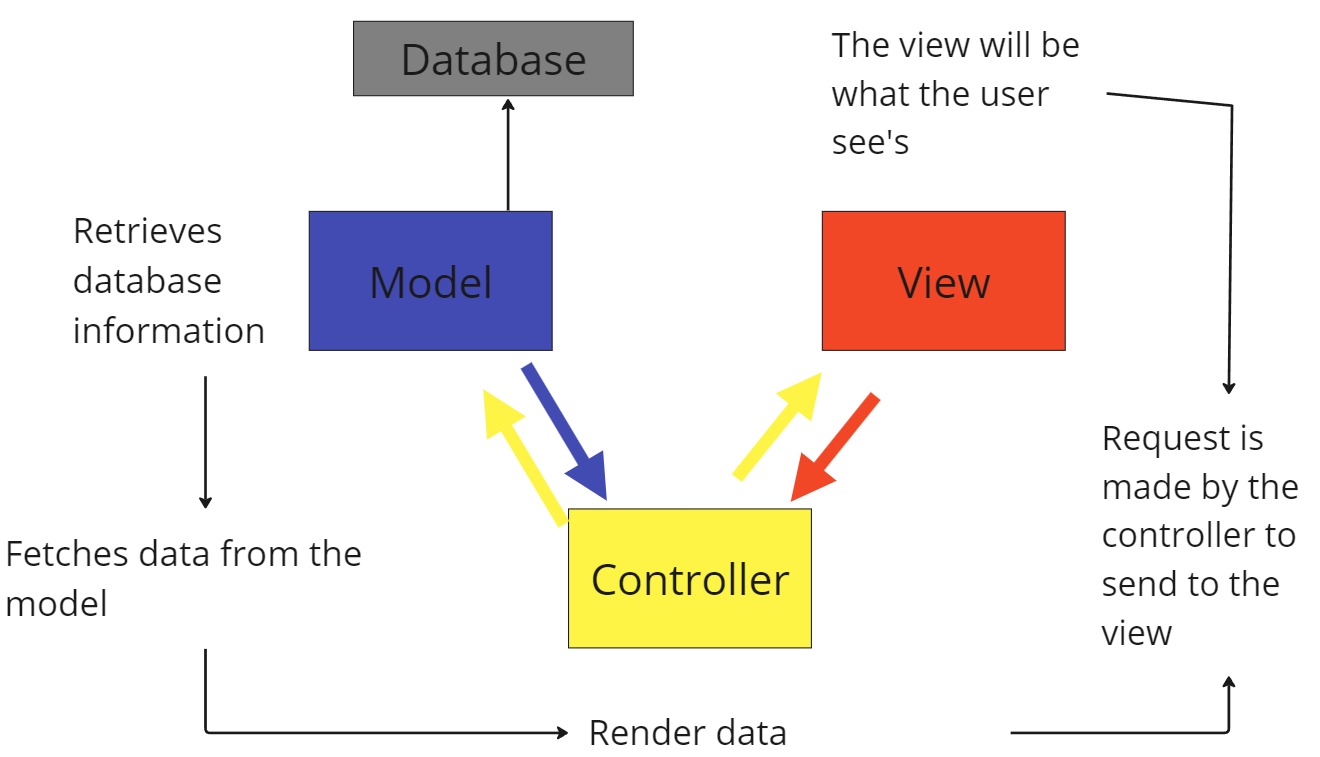 Database
The view will be
what the user
see's
Retrieves
database
information
Model
View
Request is
made by the
controller to
send to the
view
Fetches data from the
model
Controller
Render data